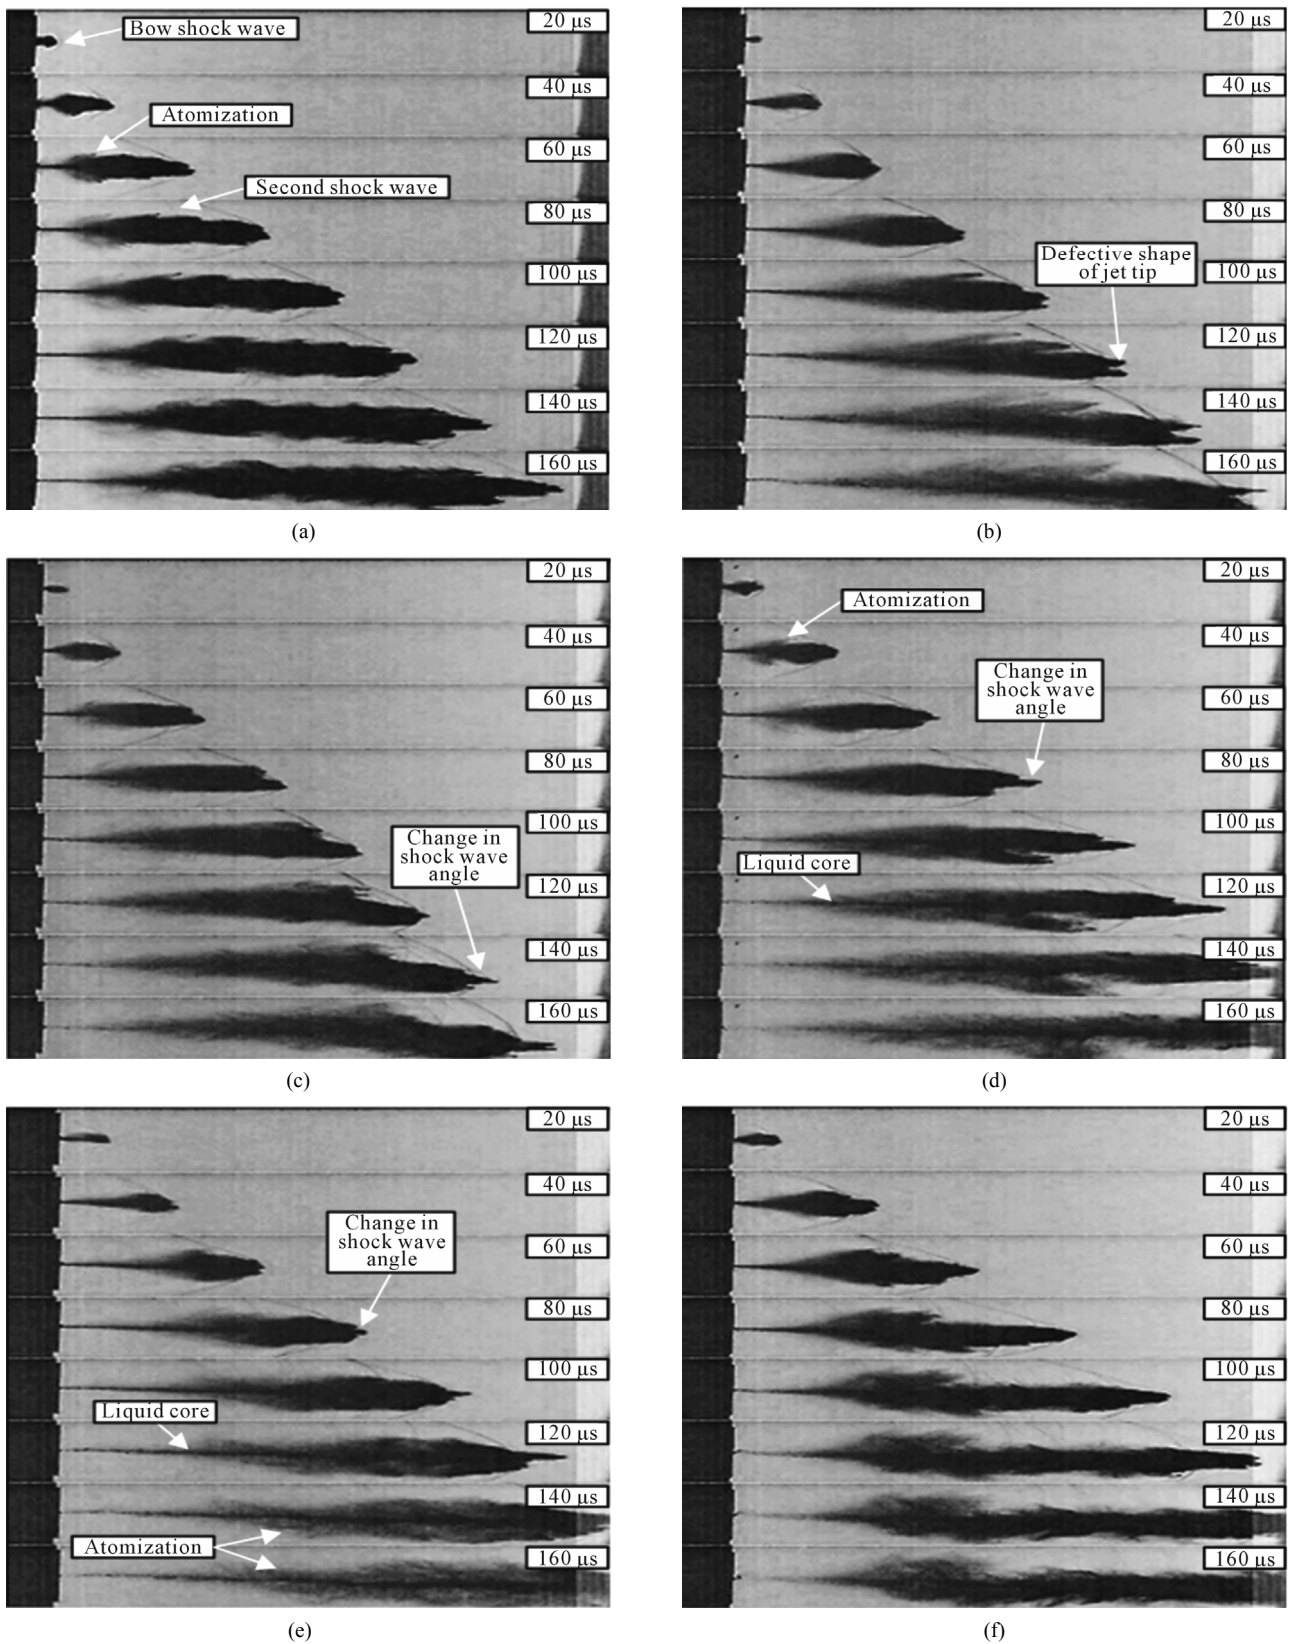 20 μs
Bow shock wave
40 μs
Atomization
60 μs
Second shock wave
80 μs
100 μs
120 μs
140 μs
160 μs
(a)
20 μs
40 μs
60 μs
80 μs
Defective shape
of jet tip
100 μs
120 μs
140 μs
160 μs
(b)
20 μs
40 μs
60 μs
80 μs
100 μs
Change in
shock wave
angle
120 μs
140 μs
160 μs
(c)
20 μs
Atomization
40 μs
Change in
shock wave
angle
60 μs
80 μs
100 μs
Liquid core
120 μs
140 μs
160 μs
(d)
20 μs
40 μs
Change in
shock wave
angle
60 μs
80 μs
100 μs
Liquid core
120 μs
140 μs
Atomization
160 μs
(e)
20 μs
40 μs
60 μs
80 μs
100 μs
120 μs
140 μs
160 μs
(f)